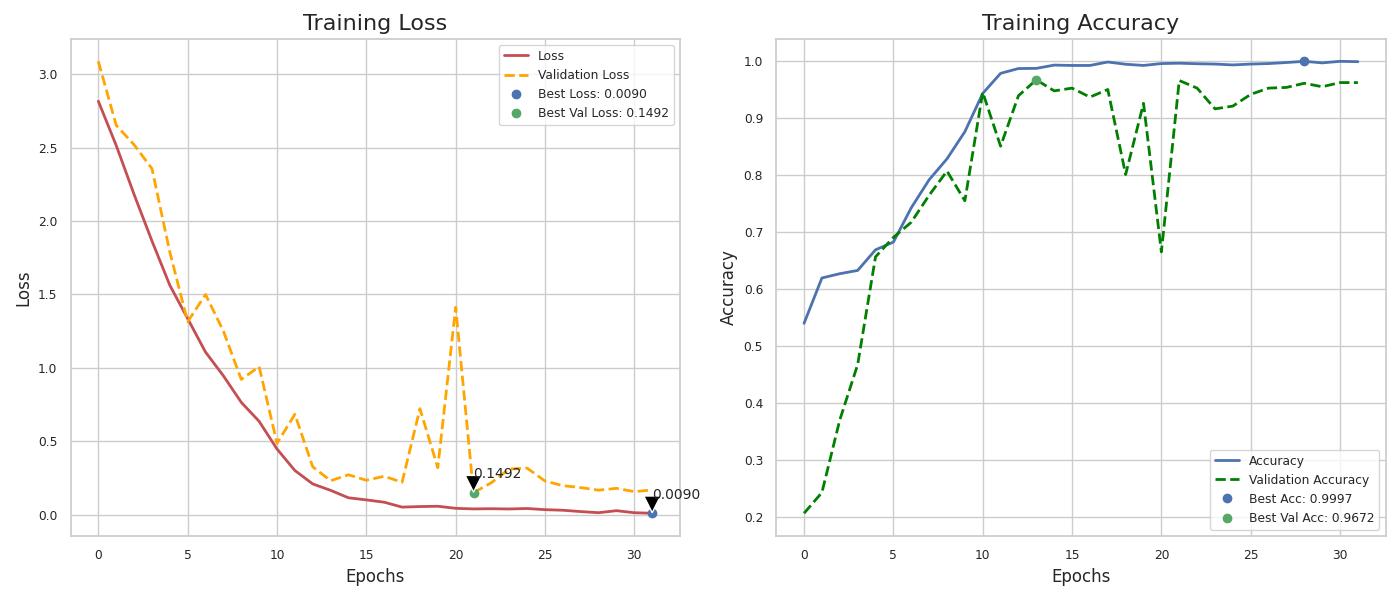 Training Loss
Loss
Validation Loss
Best Loss: 0.0090
Best Val Loss: 0.1492
3.0
2.5
2.0
1.5
1.0
0.5
0.0
Loss
0.1492
0.0090
0
5
10
15
20
25
30
Epochs
Training Accuracy
1.0
0.9
0.8
0.7
0.6
0.5
0.4
0.3
0.2
Accuracy
Accuracy
Validation Accuracy
Best Acc: 0.9997
Best Val Acc: 0.9672
0
5
10
15
20
25
30
Epochs